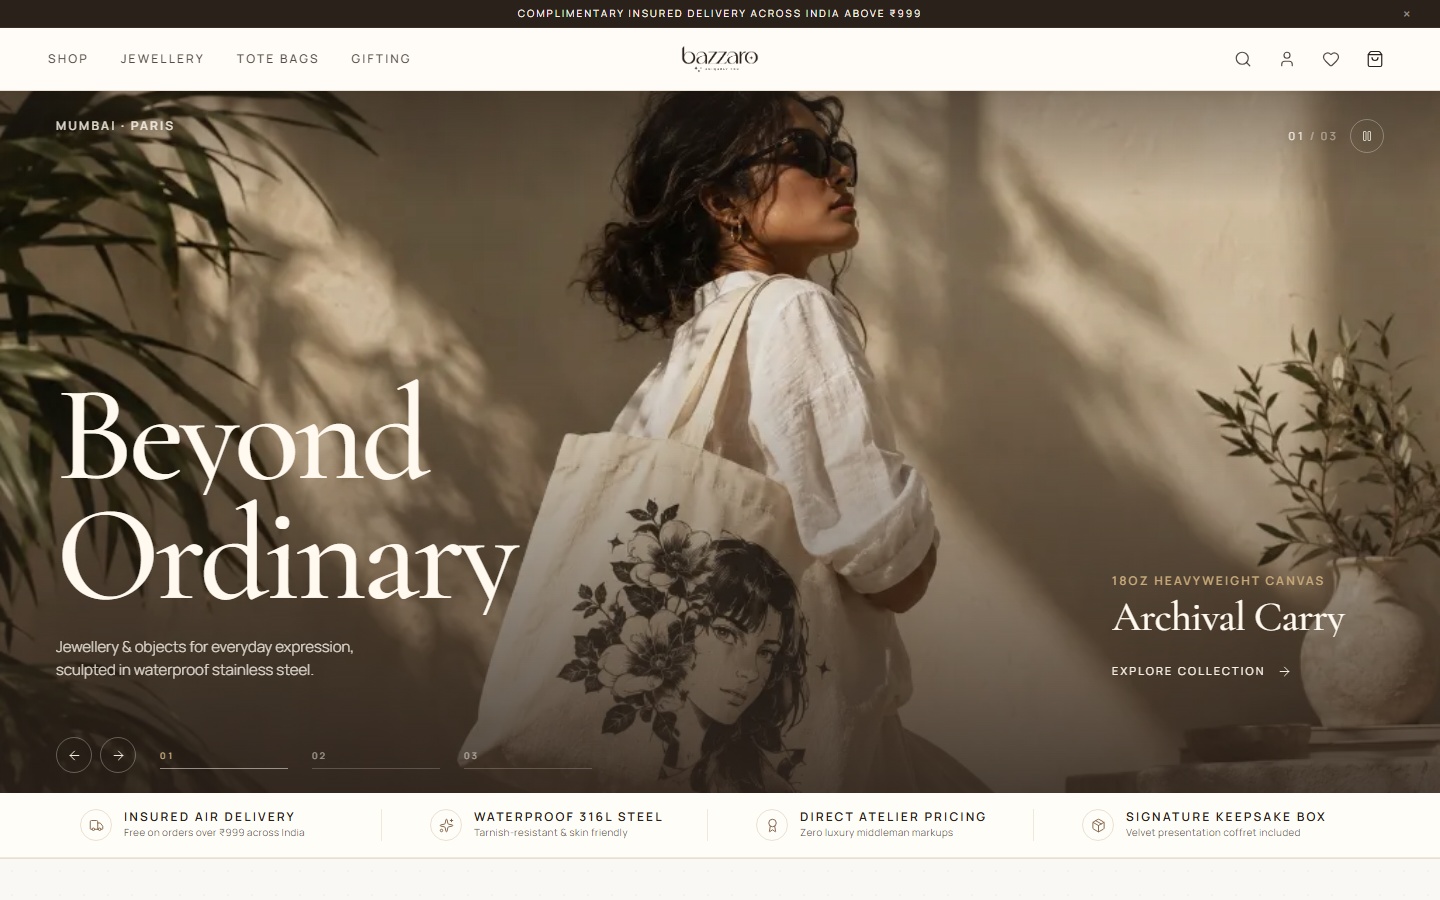 COMPLIMENTARY INSURED DELIVERY ACROSS INDIA ABOVE ₹999
×
SHOP
JEWELLERY
TOTE BAGS
GIFTING
bazzaro
MUMBAI · PARIS
01 / 03
Beyond
Ordinary
Jewellery & objects for everyday expression,
sculpted in waterproof stainless steel.
18OZ HEAVYWEIGHT CANVAS
Archival Carry
EXPLORE COLLECTION →
01
02
03
INSURED AIR DELIVERY
Free on orders over ₹999 across India
WATERPROOF 316L STEEL
Tarnish-resistant & skin friendly
DIRECT ATELIER PRICING
Zero luxury middleman markups
SIGNATURE KEEPSAKE BOX
Velvet presentation coffret included